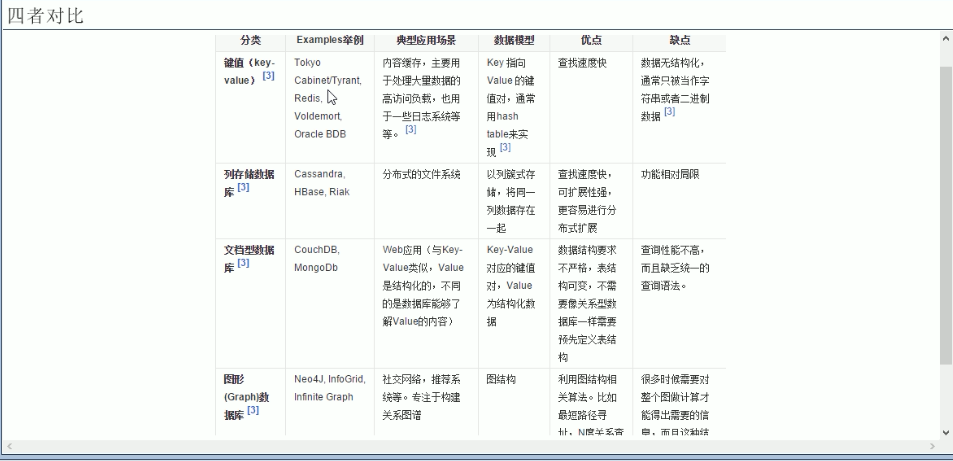 四者对比
分类 Examples举例 典型应用场景 数据模型 优点 缺点
键值（key-
value）[3]
Tokyo
Cabinet/Tyrant,
Redis,
Voldemort,
Oracle BDB
内容缓存，主要用
于处理大量数据的
高访问负载，也用
于一些日志系统等
等。[3]
Key 指向
Value 的键
值对，通常
用hash
table来实
现 [3]
查找速度快
数据无结构化，
通常只被当作字
符串或者二进制
数据 [3]
列存储数据
库 [3]
Cassandra,
HBase, Riak
分布式的文件系统
以列簇式存
储，将同一
列数据存在
一起
查找速度快，
可扩展性强，
更容易进行分
布式扩展
功能相对局限
文档型数据
库 [3]
CouchDB,
MongoDb
Web应用（与Key-
Value类似，Value
是结构化的，不同
的是数据库能够了
解Value的内容）
Key-Value
对应的键值
对，Value
为结构化数
据
数据结构要求
不严格，表结
构可变，不需
要像关系型数
据库一样需要
预先定义表结
构
查询性能不高，
而且缺乏统一的
查询语法。
图形
(Graph)数
据库 [3]
Neo4J, InfoGrid,
Infinite Graph
社交网络，推荐系
统等。专注于构建
关系图谱
图结构
利用图结构相
关算法。比如
最短路径寻
址，N度关系查
很多时候需要对
整个图做计算才
能得出需要的信
息，而且这种结